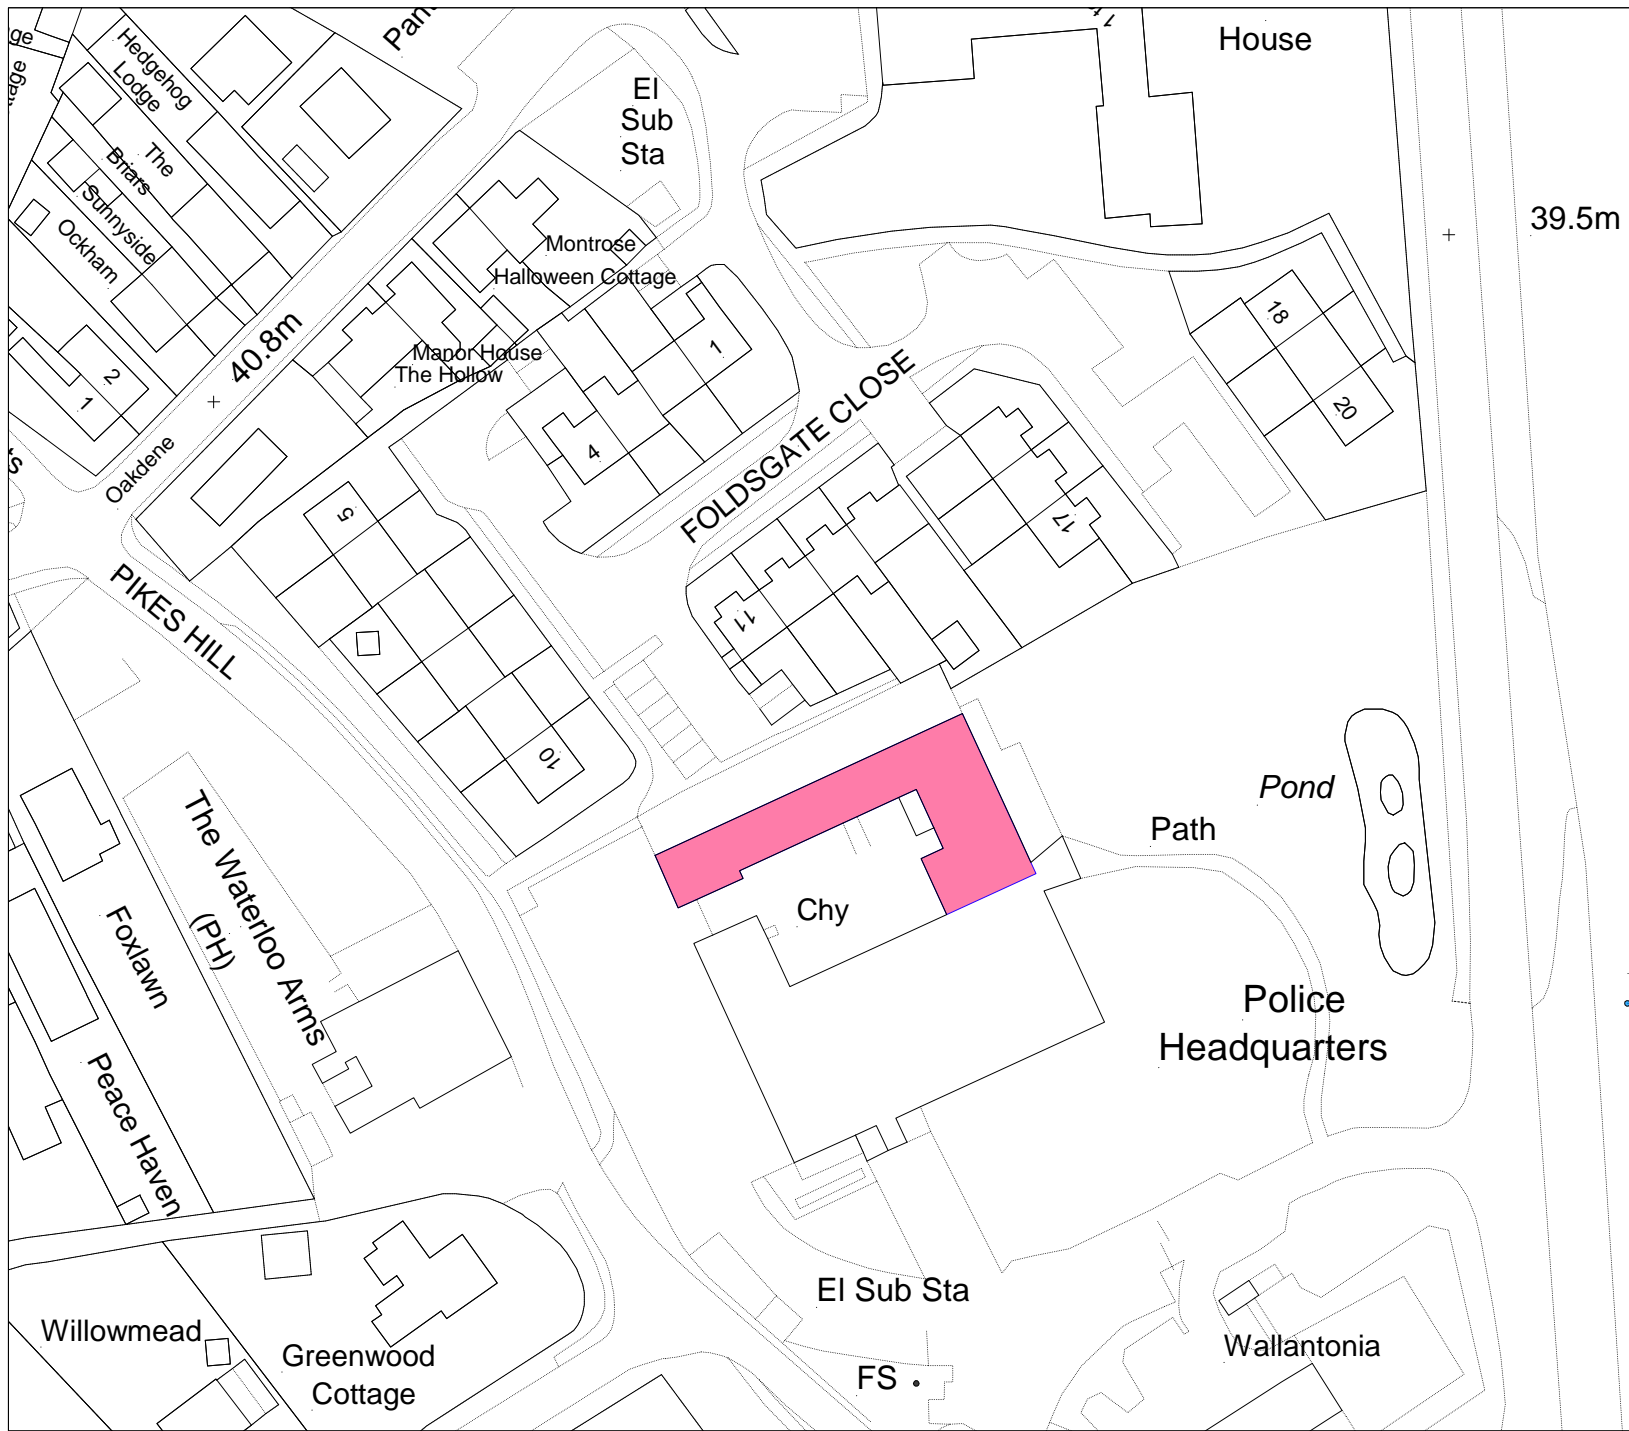 House
ge
Hedgehog
Lodge
El
Sub
Sta
The
Briars
Sunnyside
Ockham
39.5m
Montrose
Halloween Cottage
18
20
40.8m
Manor House
The Hollow
1
2
1
4
FOLDSGATE CLOSE
Oakdene
5
17
11
PIKES HILL
10
Pond
Path
The Waterloo Arms
(PH)
Chy
Foxlawn
Police
Headquarters
Peace Haven
El Sub Sta
Willowmead
Greenwood
Cottage
FS
Wallantonia